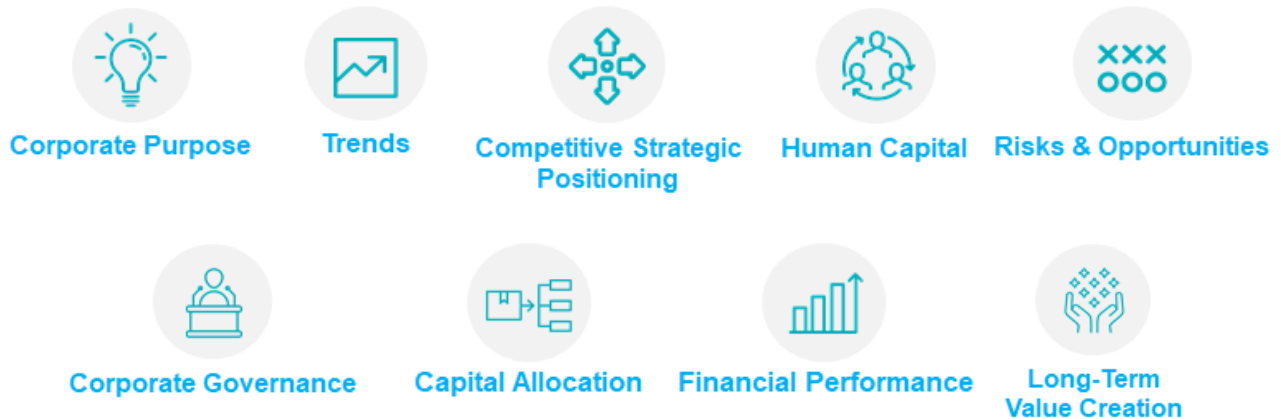 Corporate Purpose
Trends
Competitive Strategic
Positioning
Human Capital
Risks & Opportunities
Corporate Governance
Capital Allocation
Financial Performance
Long-Term
Value Creation